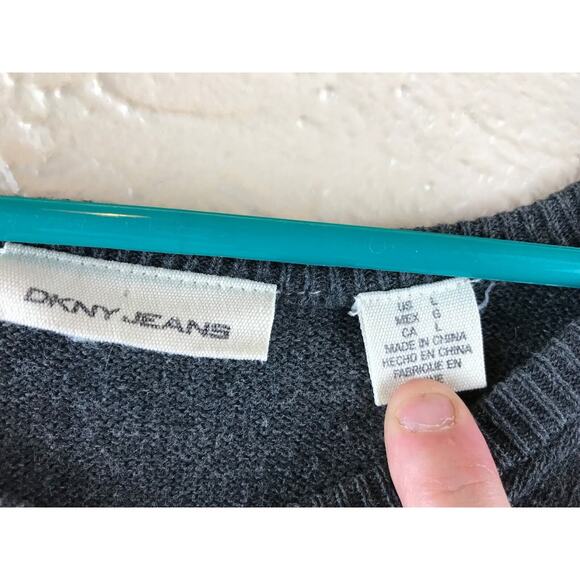 DKNY JEANS
US L
MEX G
CA L
MADE IN CHINA
HECHO EN CHINA
FABRIQUE EN